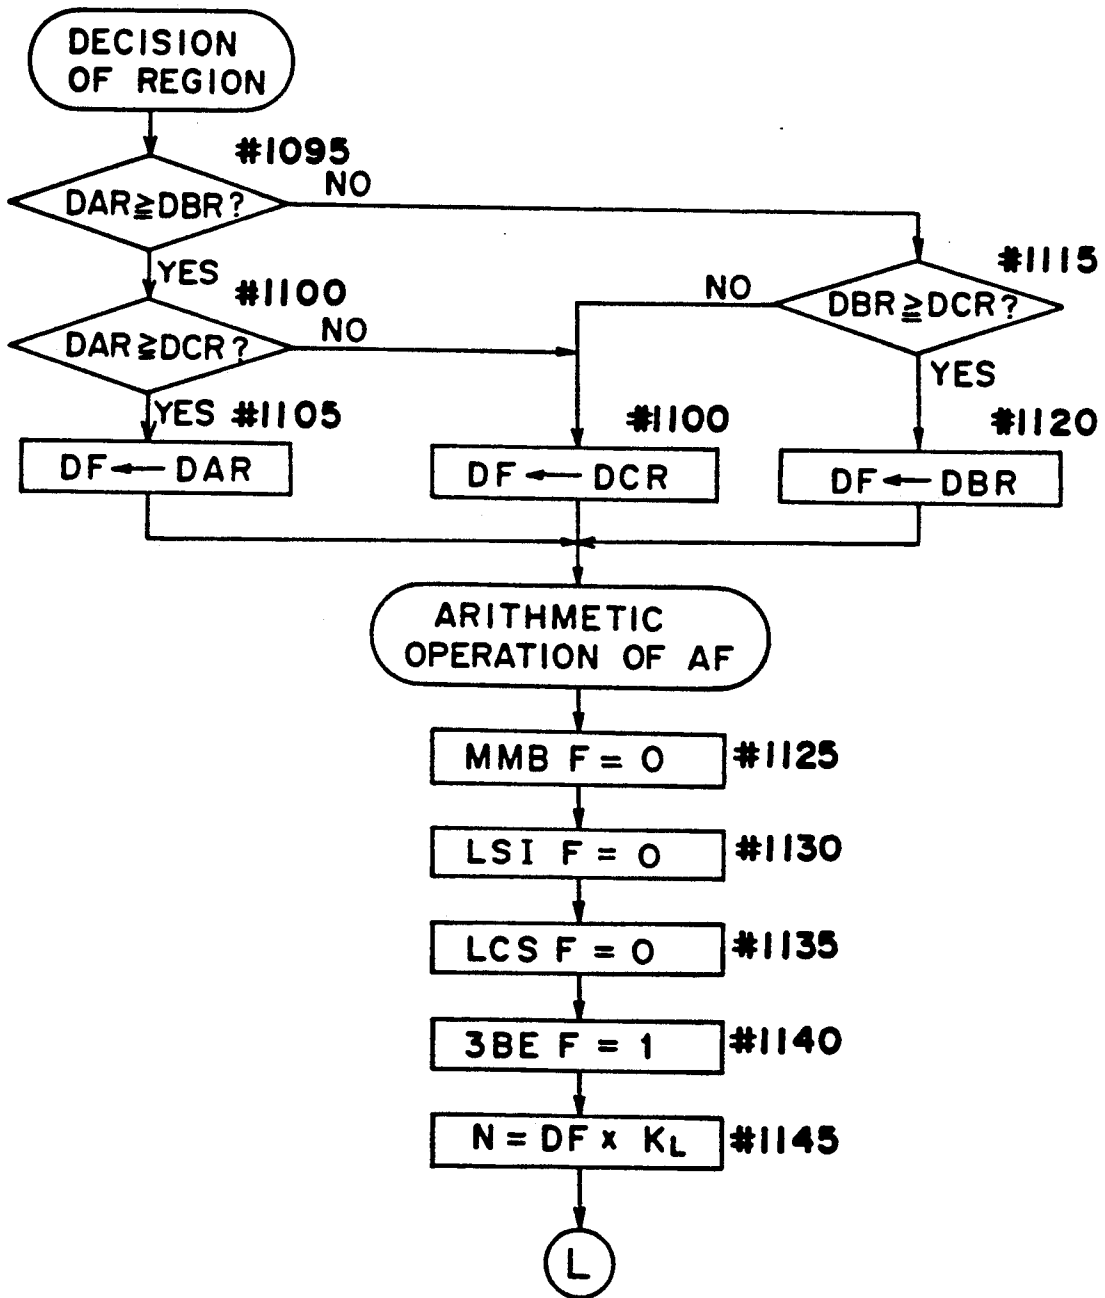 DECISION
OF REGION
#1095
DAR≧DBR?
NO
YES
#1115
DBR≧DCR?
NO
YES
#1100
DAR≧DCR?
NO
YES
#1105
DF ← DAR
#1100
DF ← DCR
#1120
DF ← DBR
ARITHMETIC
OPERATION OF AF
MMB F = 0
#1125
LSI F = 0
#1130
LCS F = 0
#1135
3BE F = 1
#1140
N = DF × KL
#1145
L